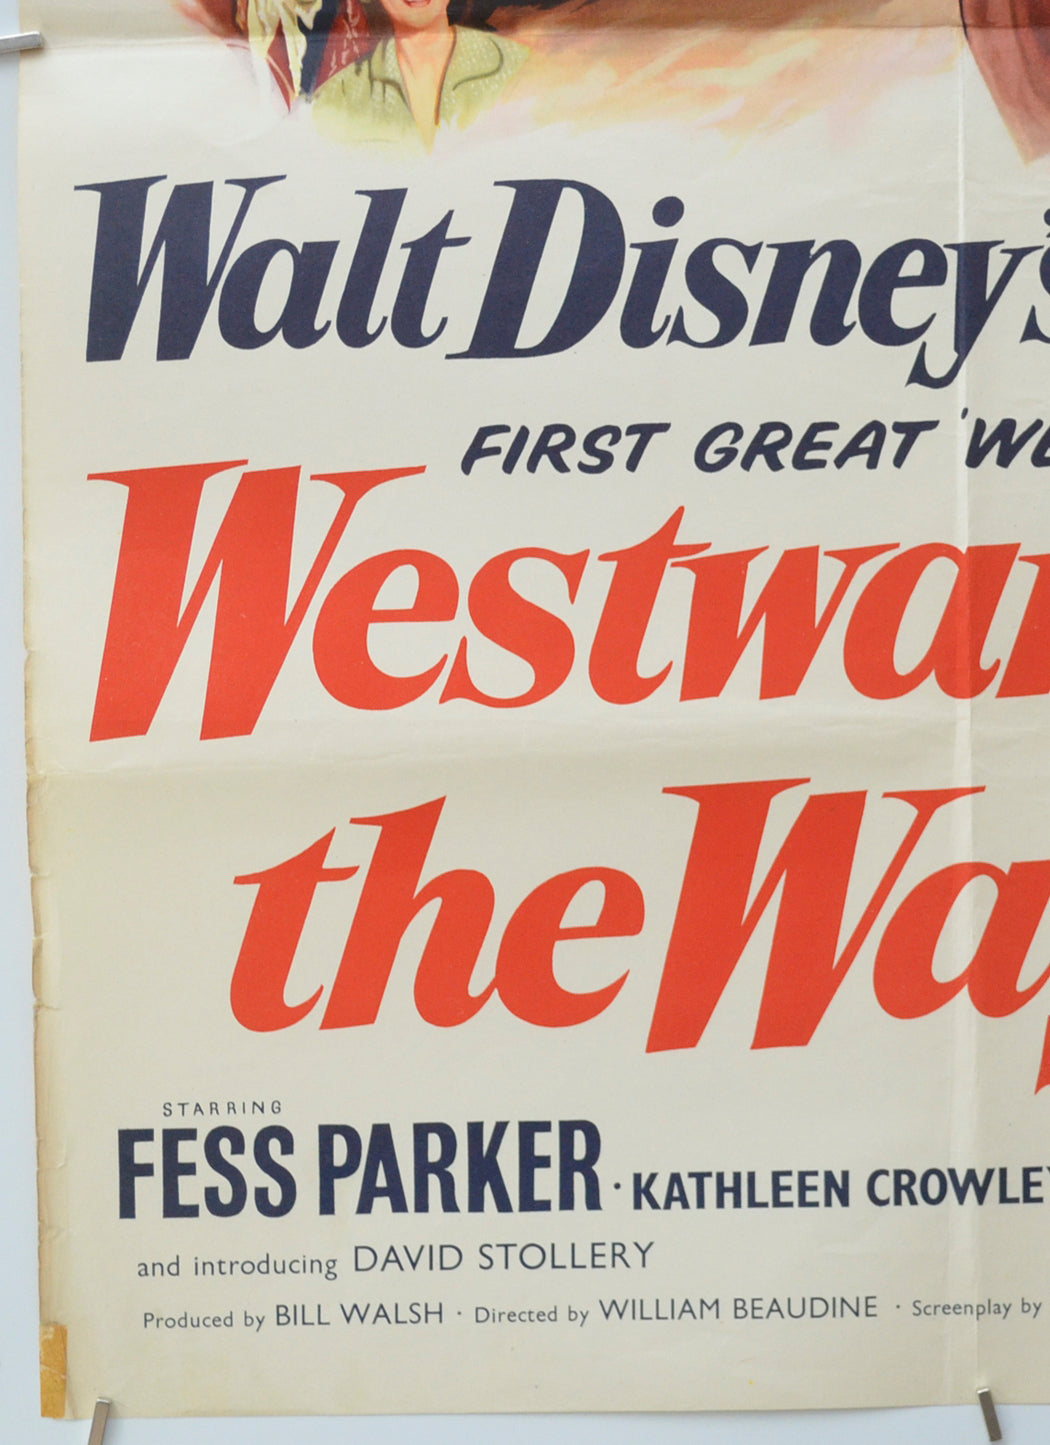 Walt Disney's
FIRST GREAT
Westwar
the Wa
STARRING
FESS PARKER · KATHLEEN CROWLEY
and introducing DAVID STOLLERY
Produced by BILL WALSH · Directed by WILLIAM BEAUDINE · Screenplay by